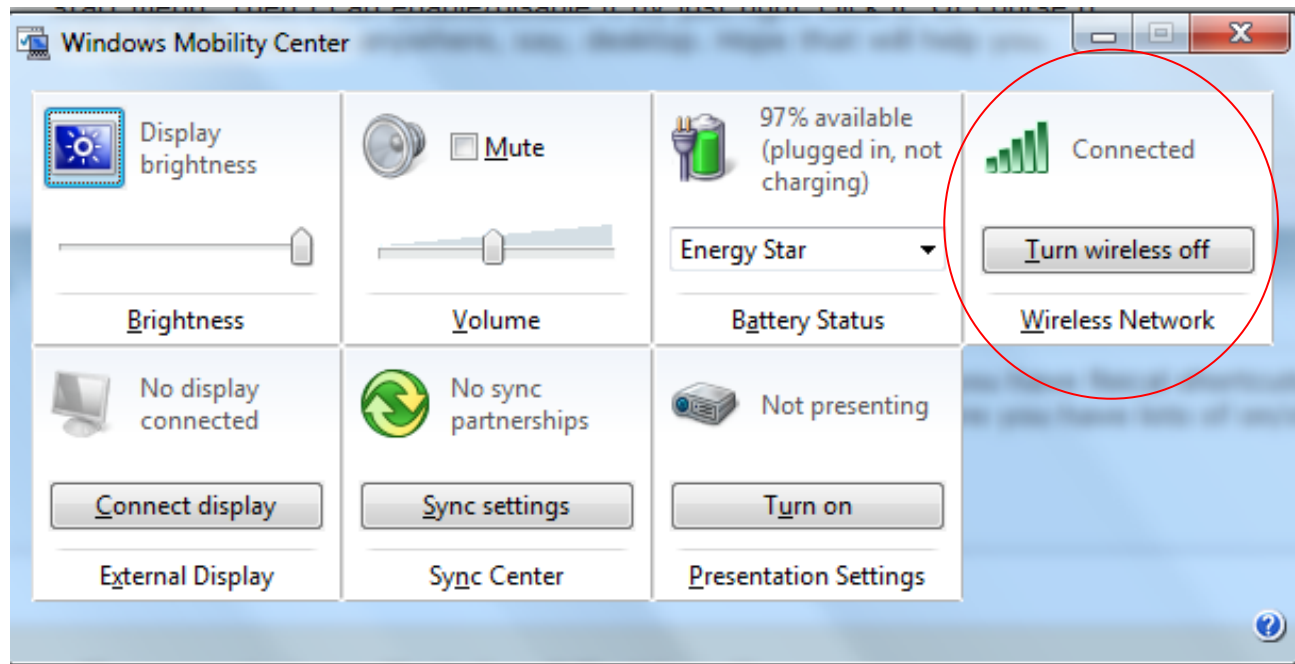 Windows Mobility Center
Display
brightness
Brightness
Mute
Volume
97% available
(plugged in, not
charging)
Energy Star
Battery Status
Connected
Turn wireless off
Wireless Network
No display
connected
Connect display
External Display
No sync
partnerships
Sync settings
Sync Center
Not presenting
Turn on
Presentation Settings